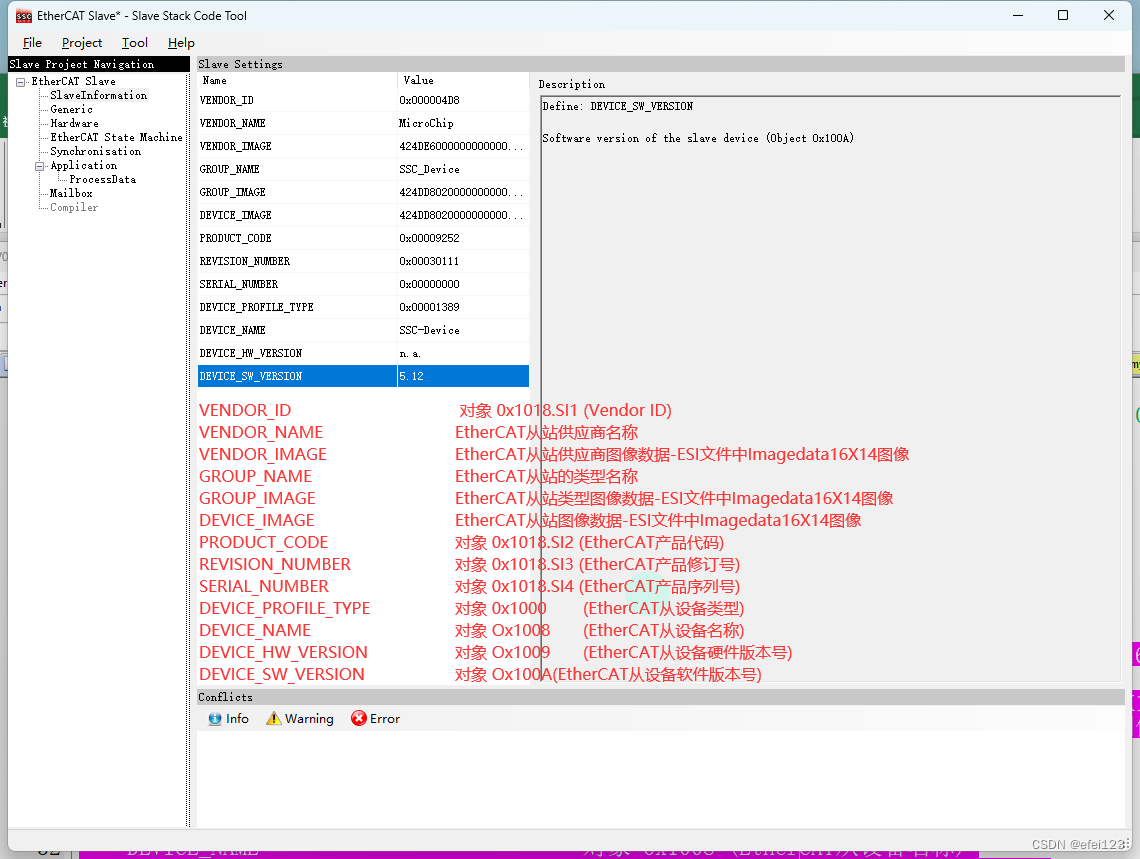 EtherCAT Slave* - Slave Stack Code Tool
File Project Tool Help
Slave Project Navigation
EtherCAT Slave
SlaveInformation
Generic
Hardware
EtherCAT State Machine
Synchronisation
Application
ProcessData
Mailbox
Compiler
Slave Settings
Name Value
VENDOR_ID 0x000004D8
VENDOR_NAME MicroChip
VENDOR_IMAGE 424DE6000000000000...
GROUP_NAME SSC_Device
GROUP_IMAGE 424DD8020000000000...
DEVICE_IMAGE 424DD8020000000000...
PRODUCT_CODE 0x00009252
REVISION_NUMBER 0x00030111
SERIAL_NUMBER 0x00000000
DEVICE_PROFILE_TYPE 0x00001389
DEVICE_NAME SSC-Device
DEVICE_HW_VERSION n.a.
DEVICE_SW_VERSION 5.12
Description
Define: DEVICE_SW_VERSION
Software version of the slave device (Object 0x100A)
VENDOR_ID 对象 0x1018.SI1 (Vendor ID)
VENDOR_NAME EtherCAT从站供应商名称
VENDOR_IMAGE EtherCAT从站供应商图像数据-ESI文件中Imagedata16X14图像
GROUP_NAME EtherCAT从站的类型名称
GROUP_IMAGE EtherCAT从站类型图像数据-ESI文件中Imagedata16X14图像
DEVICE_IMAGE EtherCAT从站图像数据-ESI文件中Imagedata16X14图像
PRODUCT_CODE 对象 0x1018.SI2 (EtherCAT产品代码)
REVISION_NUMBER 对象 0x1018.SI3 (EtherCAT产品修订号)
SERIAL_NUMBER 对象 0x1018.SI4 (EtherCAT产品序列号)
DEVICE_PROFILE_TYPE 对象 0x1000 (EtherCAT从设备类型)
DEVICE_NAME 对象 Ox1008 (EtherCAT从设备名称)
DEVICE_HW_VERSION 对象 Ox1009 (EtherCAT从设备硬件版本号)
DEVICE_SW_VERSION 对象 Ox100A(EtherCAT从设备软件版本号)
Conflicts
Info Warning Error
CSDN @efei123